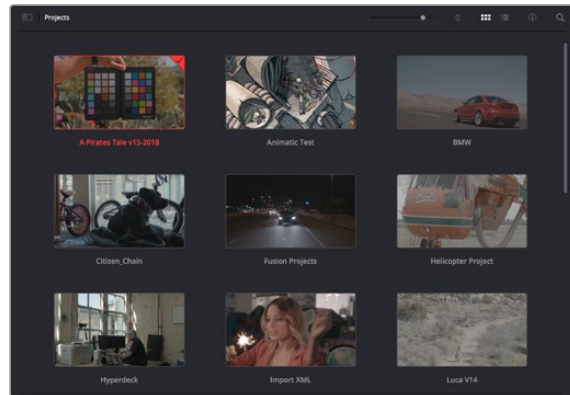 Projects
A Pirates Tale v15-2018
Animatic Test
BMW
Citizen_Chain
Fusion Projects
Helicopter Project
Hyperdeck
Import XML
Luca V14